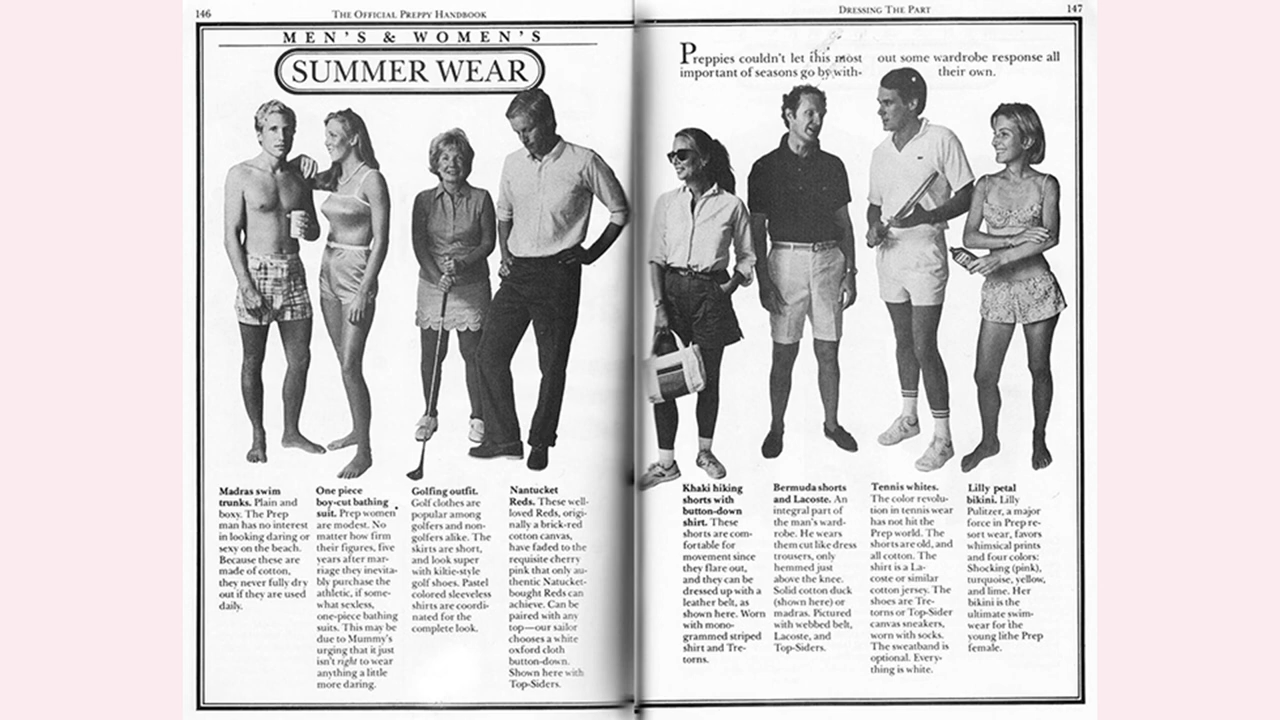 146
THE OFFICIAL PREPPY HANDBOOK
MEN'S & WOMEN'S
SUMMER WEAR
Madras swim
trunks. Plain and
boxy. The Prep
man has no interest
in looking daring or
sexy on the beach.
Because these are
made of cotton,
they never fully dry
out if they are used
daily.
One piece
boy-cut bathing
suit. Prep women
are modest. No
matter how firm
their figures, five
years after mar-
riage they inevita-
bly purchase the
athletic, if some-
what sexless,
one-piece bathing
suits. This may be
due to Mummy's
urging that it just
isn't right to wear
anything a little
more daring.
Golfing outfit.
Golf clothes are
popular among
golfers and non-
golfers alike. The
skirts are short,
and look super
with kiltie-style
golf shoes. Pastel
colored sleeveless
shirts are coordi-
nated for the
complete look.
Nantucket
Reds. These well-
loved Reds, origi-
nally a brick-red
cotton canvas,
have faded to the
requisite cherry
pink that only au-
thentic Natucket-
bought Reds can
achieve. Can be
paired with any
top—our sailor
chooses a white
oxford cloth
button-down.
Shown here with
Top-Siders.
DRESSING THE PART
147
Preppies couldn't let this most
important of seasons go by with-
out some wardrobe response all
their own.
Khaki hiking
shorts with
button-down
shirt. These
shorts are com-
fortable for
movement since
they flare out,
and they can be
dressed up with a
leather belt, as
shown here. Worn
with mono-
grammed striped
shirt and Tre-
torns.
Bermuda shorts
and Lacoste. An
integral part of
the man's ward-
robe. He wears
them cut like dress
trousers, only
hemmed just
above the knee.
Solid cotton duck
(shown here) or
madras. Pictured
with webbed belt,
Lacoste, and
Top-Siders.
Tennis whites.
The color revolu-
tion in tennis wear
has not hit the
Prep world. The
shorts are old, and
all cotton. The
shirt is a La-
coste or similar
cotton jersey. The
shoes are Tre-
torns or Top-Sider
canvas sneakers,
worn with socks.
The sweatband is
optional. Every-
thing is white.
Lilly petal
bikini. Lilly
Pulitzer, a major
force in Prep re-
sort wear, favors
whimsical prints
and four colors:
Shocking (pink),
turquoise, yellow,
and lime. Her
bikini is the
ultimate swim-
wear for the
young lithe Prep
female.